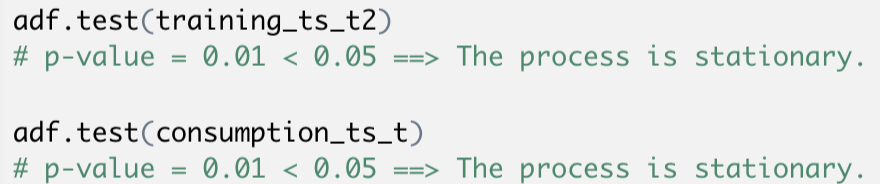 adf.test(training_ts_t2)
# p-value = 0.01 < 0.05 ==> The process is stationary.
adf.test(consumption_ts_t)
# p-value = 0.01 < 0.05 ==> The process is stationary.